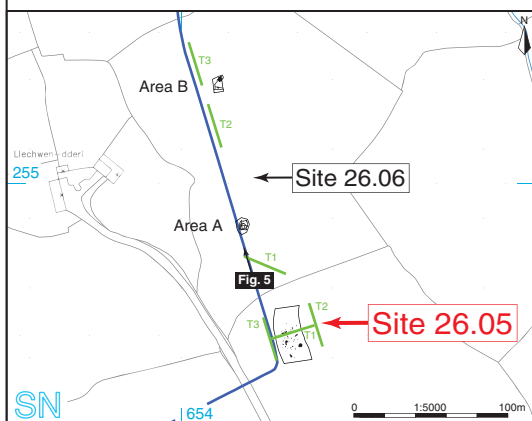 N
T3
Area B
T2
Llechwen-dderi
255
Site 26.06
Area A
T1
Fig. 5
T2
T3
T1
Site 26.05
SN
654
0 1:5000 100m